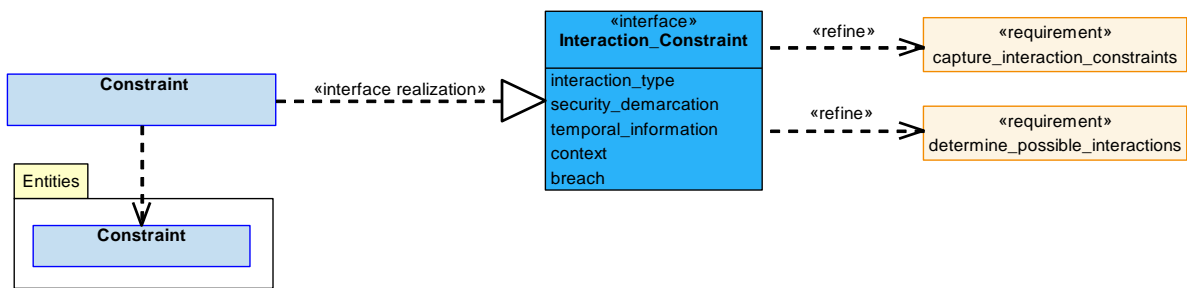 Constraint
Entities
Constraint
«interface realization»
«interface»
Interaction_Constraint
interaction_type
security_demarcation
temporal_information
context
breach
«refine»
«requirement»
capture_interaction_constraints
«refine»
«requirement»
determine_possible_interactions